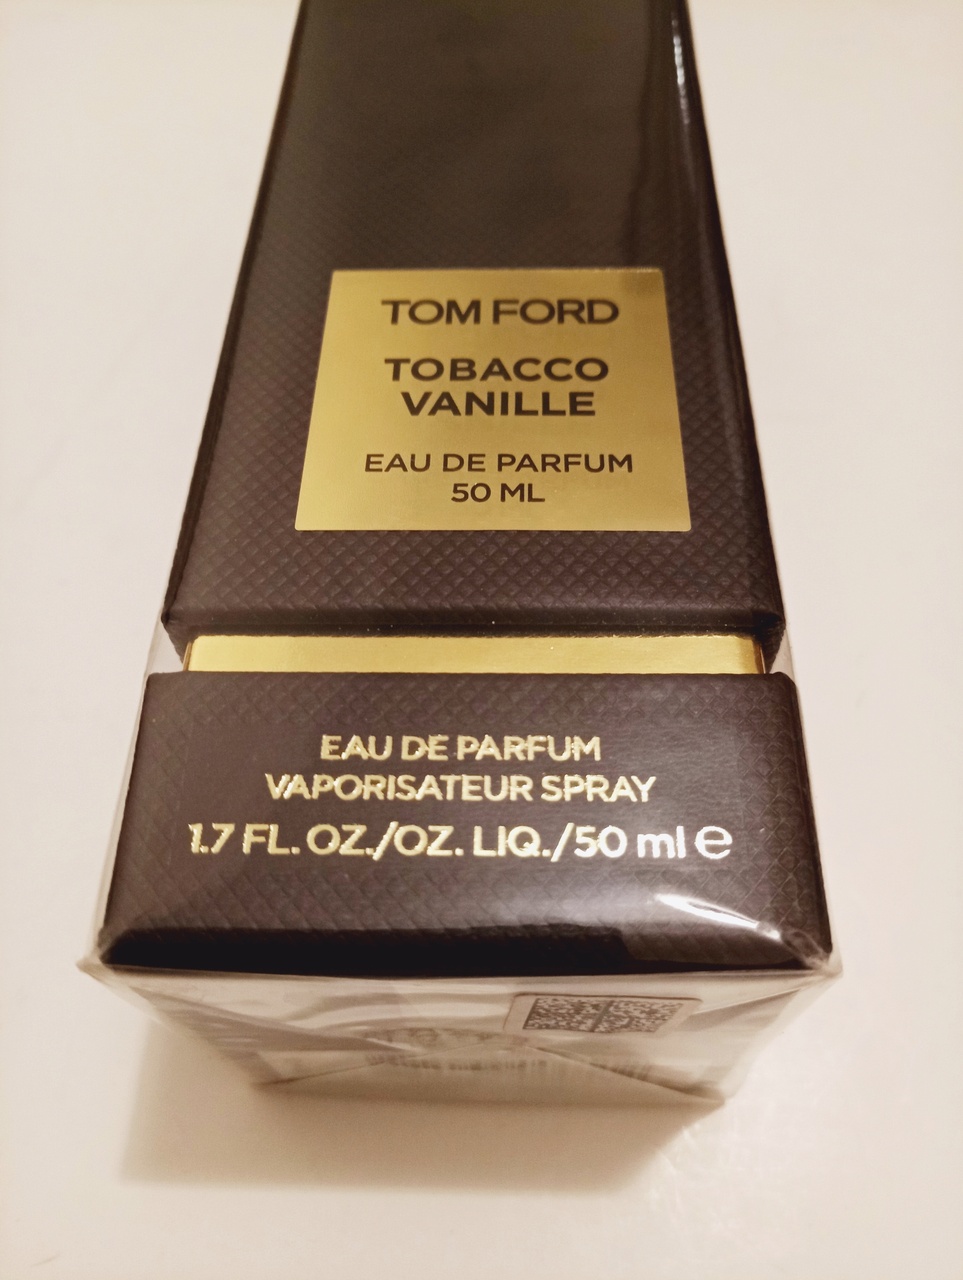 TOM FORD
TOBACCO
VANILLE
EAU DE PARFUM
50 ML
EAU DE PARFUM
VAPORISATEUR SPRAY
1.7 FL. OZ./OZ. LIQ./50 ml e